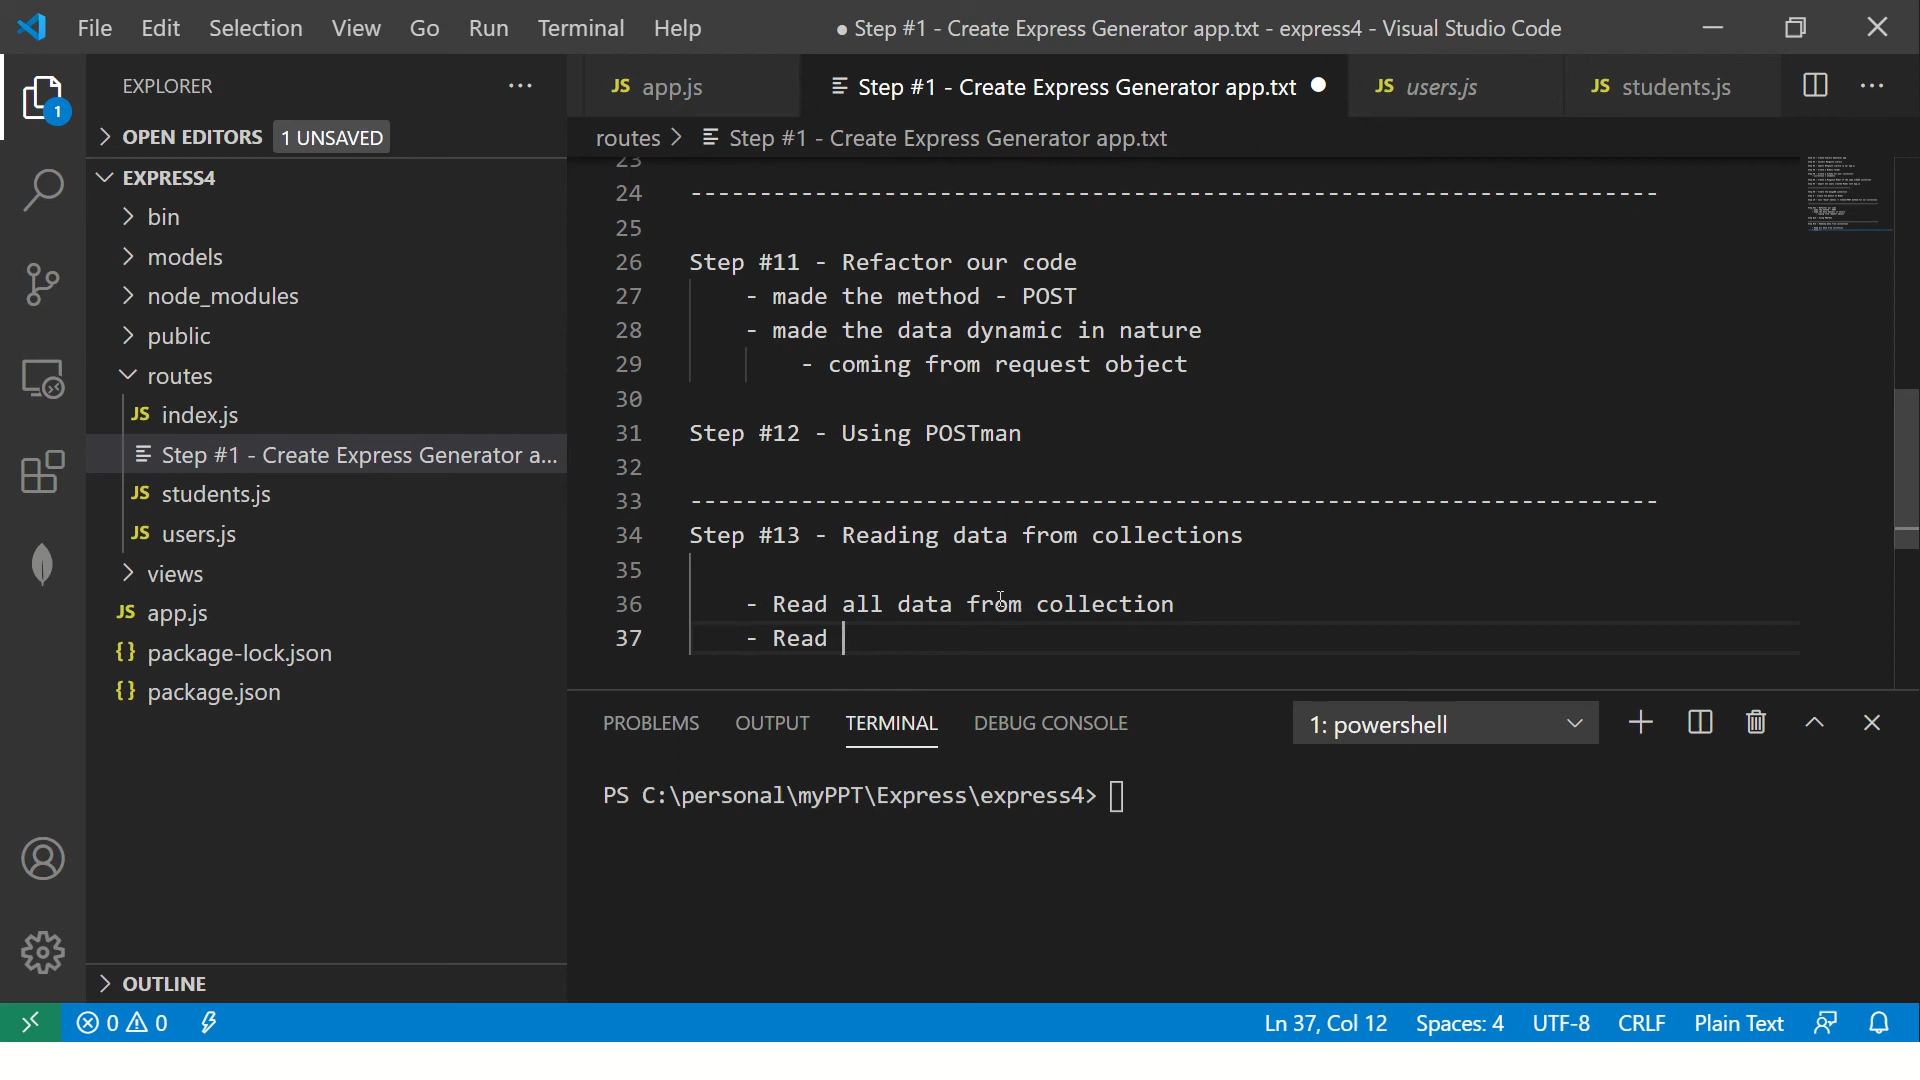 File Edit Selection View Go Run Terminal Help
● Step #1 - Create Express Generator app.txt - express4 - Visual Studio Code
EXPLORER ...
1
OPEN EDITORS 1 UNSAVED
EXPRESS4
bin
models
node_modules
public
routes
JS index.js
Step #1 - Create Express Generator a...
JS students.js
JS users.js
views
JS app.js
{} package-lock.json
{} package.json
OUTLINE
JS app.js
Step #1 - Create Express Generator app.txt ●
JS users.js
JS students.js
routes > Step #1 - Create Express Generator app.txt
23
24 ----------------------------------------------------------------------
25
26 Step #11 - Refactor our code
27 - made the method - POST
28 - made the data dynamic in nature
29 - coming from request object
30
31 Step #12 - Using POSTman
32
33 ----------------------------------------------------------------------
34 Step #13 - Reading data from collections
35
36 - Read all data from collection
37 - Read
PROBLEMS OUTPUT TERMINAL DEBUG CONSOLE
1: powershell
PS C:\personal\myPPT\Express\express4>
0 0
Ln 37, Col 12 Spaces: 4 UTF-8 CRLF Plain Text